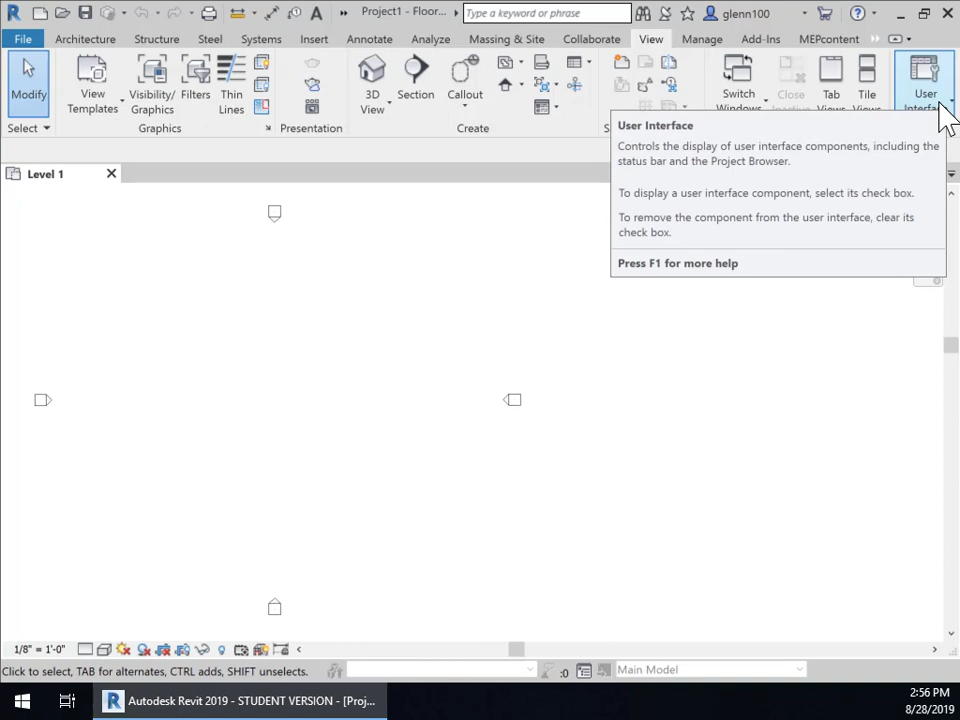 Project1 - Floor...
Type a keyword or phrase
glenn100
File
Architecture
Structure
Steel
Systems
Insert
Annotate
Analyze
Massing & Site
Collaborate
View
Manage
Add-Ins
MEPcontent
Modify
View
Templates
Visibility/
Graphics
Filters
Thin
Lines
3D
View
Section
Callout
Switch
Windows
Close
Inactive
Tab
Views
Tile
Views
User
Interface
Select
Graphics
Presentation
Create
User Interface
Controls the display of user interface components, including the
status bar and the Project Browser.
To display a user interface component, select its check box.
To remove the component from the user interface, clear its
check box.
Press F1 for more help
Level 1
1/8" = 1'-0"
Click to select, TAB for alternates, CTRL adds, SHIFT unselects.
:0
Main Model
Autodesk Revit 2019 - STUDENT VERSION - [Proj...
2:56 PM
8/28/2019